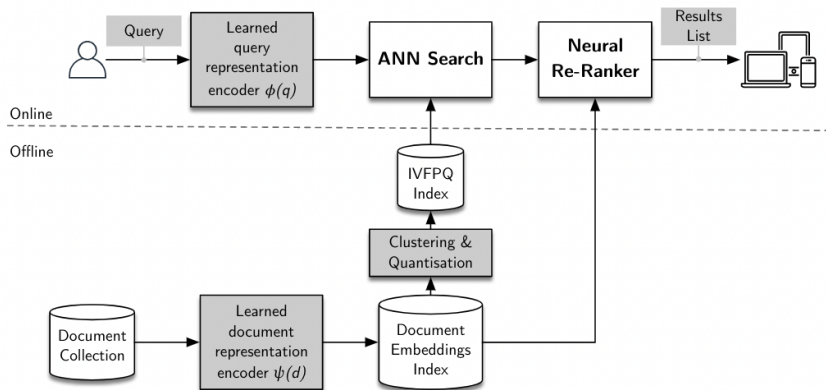 Query
Learned
query
representation
encoder ϕ(q)
ANN Search
Neural
Re-Ranker
Results
List
Online
Offline
IVFPQ
Index
Clustering &
Quantisation
Document
Collection
Learned
document
representation
encoder ψ(d)
Document
Embeddings
Index